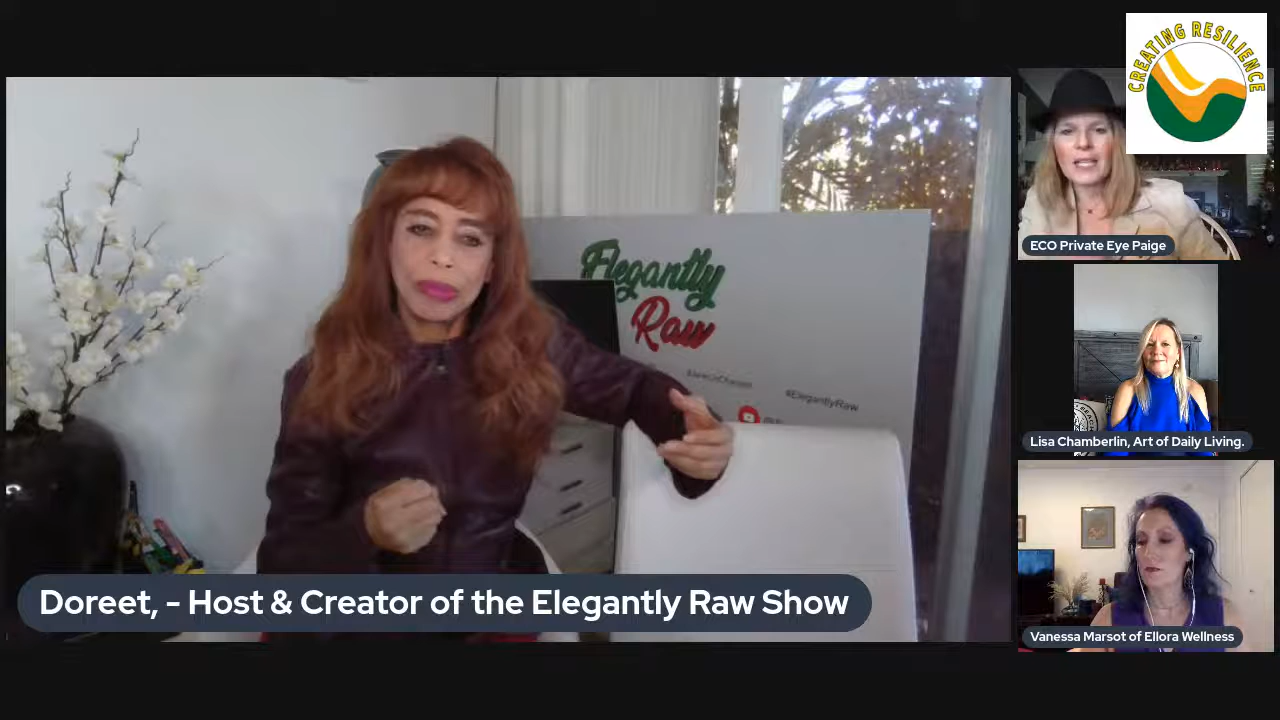 CREATING RESILIENCE
Elegantly
Raw
#ElegantlyRaw
Doreet, - Host & Creator of the Elegantly Raw Show
ECO Private Eye Paige
Lisa Chamberlin, Art of Daily Living.
Vanessa Marsot of Ellora Wellness